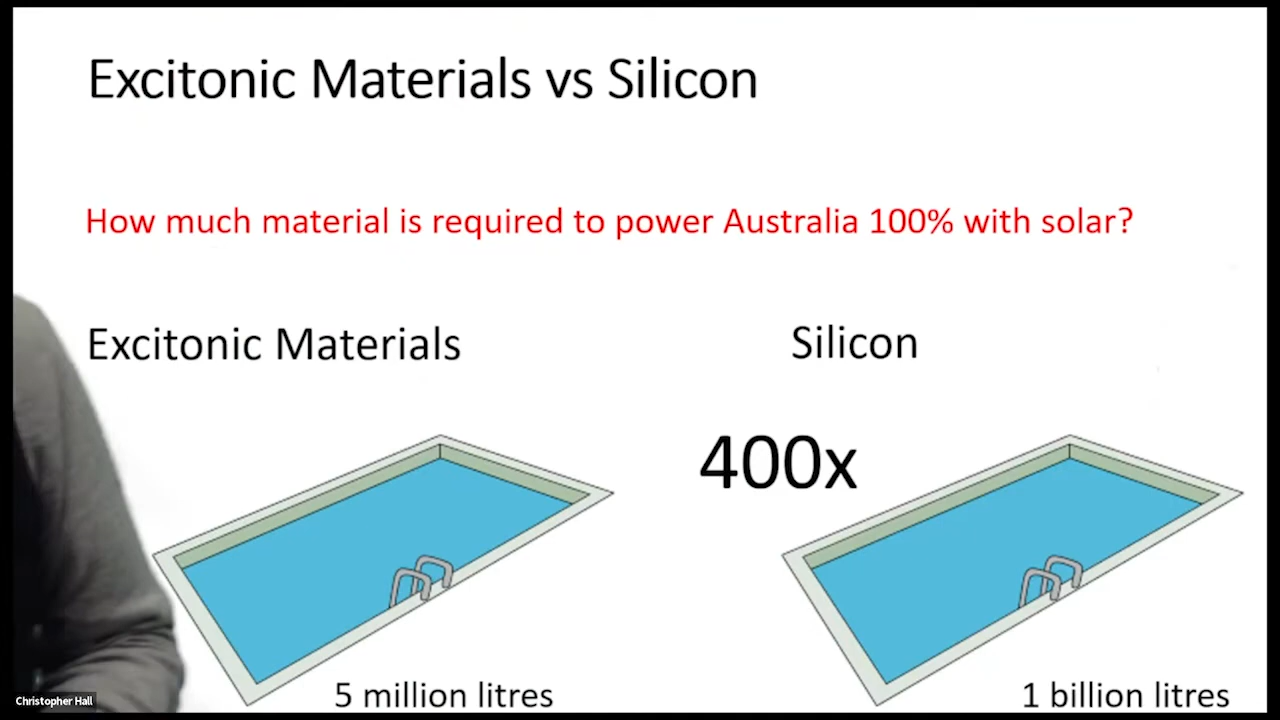 Excitonic Materials vs Silicon
How much material is required to power Australia 100% with solar?
Excitonic Materials
Silicon
400x
5 million litres
1 billion litres
Christopher Hall